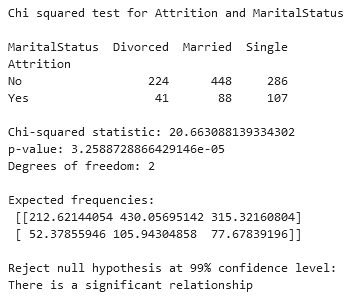 Chi squared test for Attrition and MaritalStatus
MaritalStatus Divorced Married Single
Attrition
No 224 448 286
Yes 41 88 107
Chi-squared statistic: 20.663088139334302
p-value: 3.2588728866429146e-05
Degrees of freedom: 2
Expected frequencies:
[[212.62144054 430.05695142 315.32160804]
[ 52.37855946 105.94304858 77.67839196]]
Reject null hypothesis at 99% confidence level:
There is a significant relationship